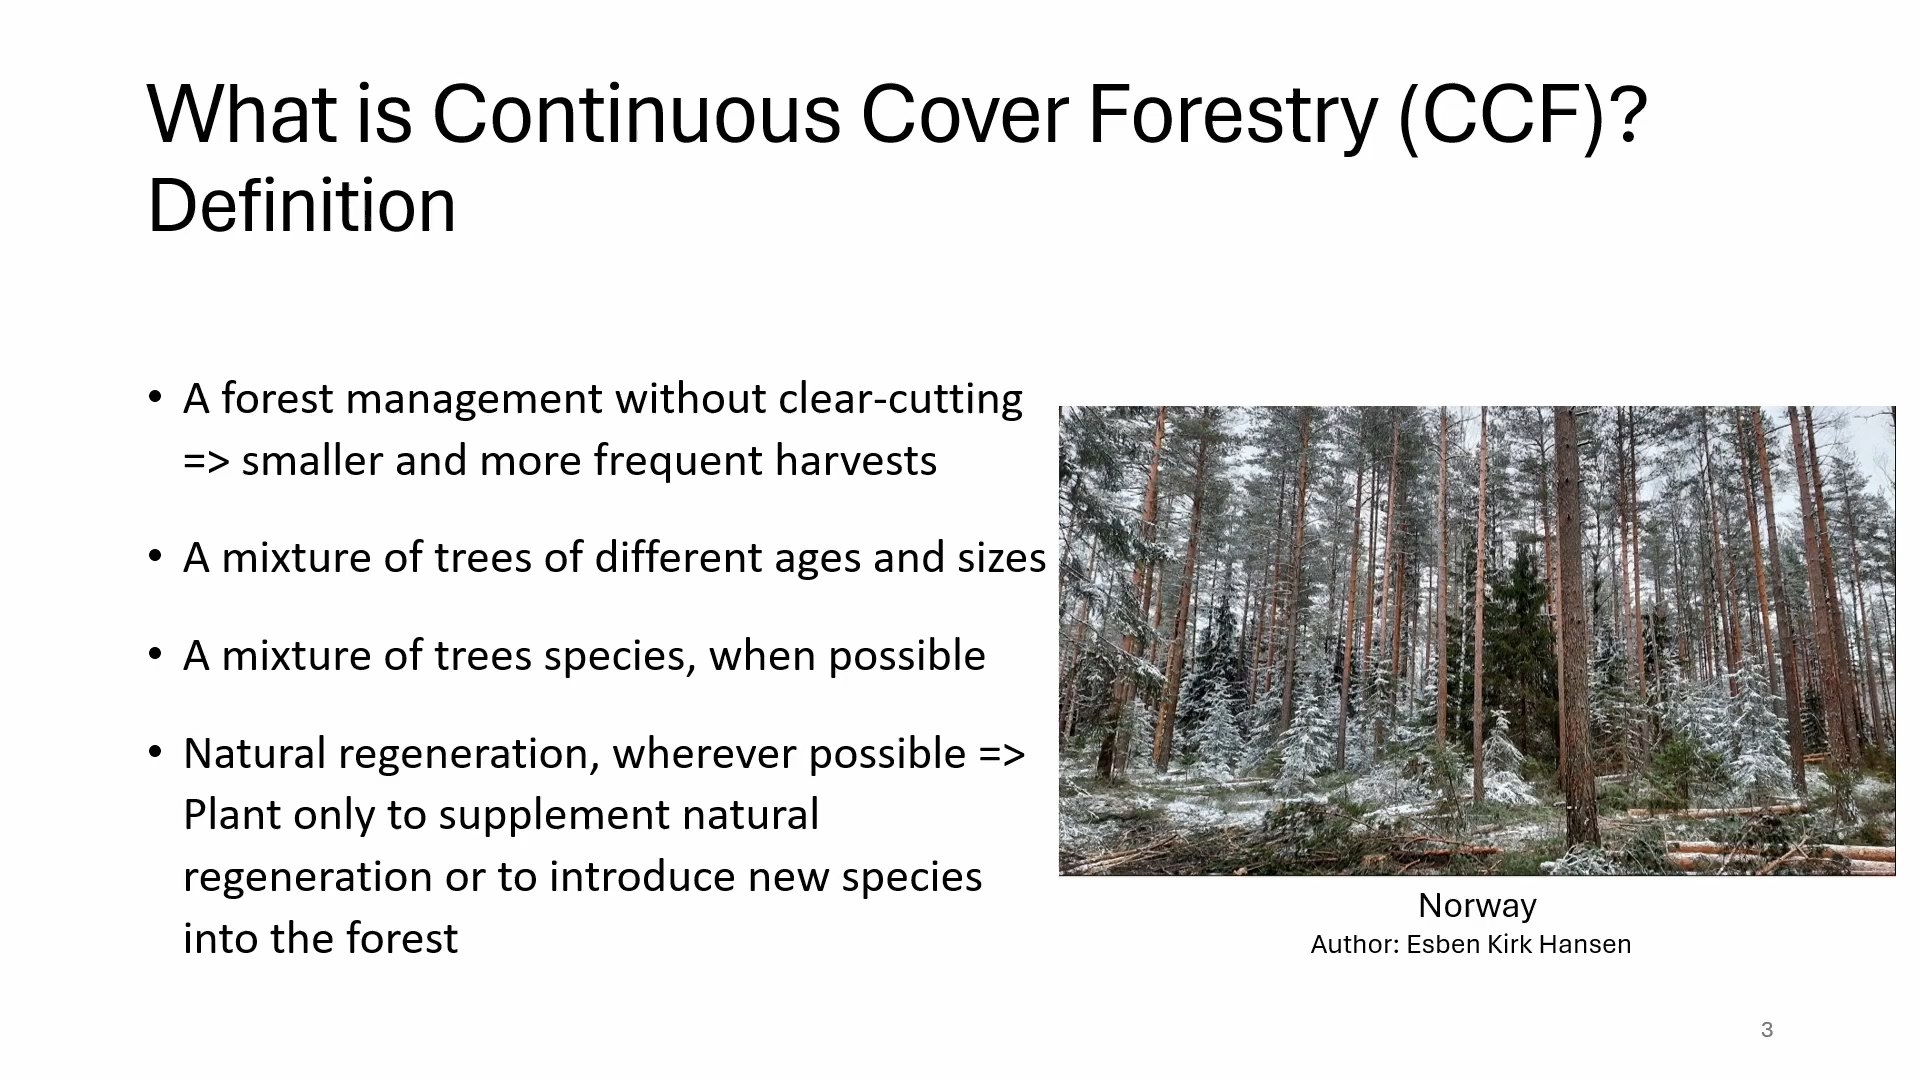 What is Continuous Cover Forestry (CCF)?
Definition
• A forest management without clear-cutting
=> smaller and more frequent harvests
• A mixture of trees of different ages and sizes
• A mixture of trees species, when possible
• Natural regeneration, wherever possible =>
Plant only to supplement natural
regeneration or to introduce new species
into the forest
Norway
Author: Esben Kirk Hansen
3